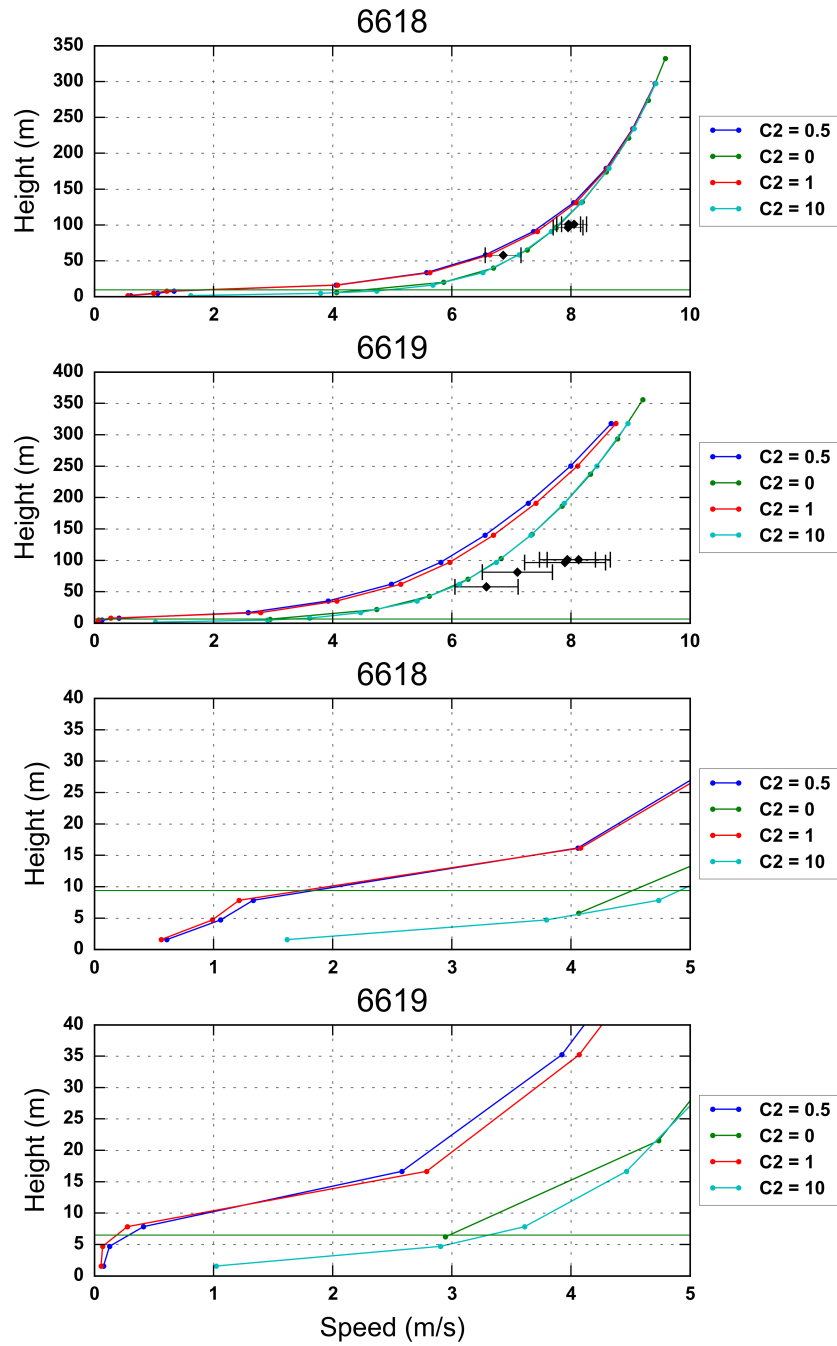 6618
Height (m)
350
300
250
200
150
100
50
0
0 2 4 6 8 10
C2 = 0.5
C2 = 0
C2 = 1
C2 = 10
6619
Height (m)
400
350
300
250
200
150
100
50
0
0 2 4 6 8 10
C2 = 0.5
C2 = 0
C2 = 1
C2 = 10
6618
Height (m)
40
35
30
25
20
15
10
5
0
0 1 2 3 4 5
C2 = 0.5
C2 = 0
C2 = 1
C2 = 10
6619
Height (m)
40
35
30
25
20
15
10
5
0
0 1 2 3 4 5
C2 = 0.5
C2 = 0
C2 = 1
C2 = 10
Speed (m/s)